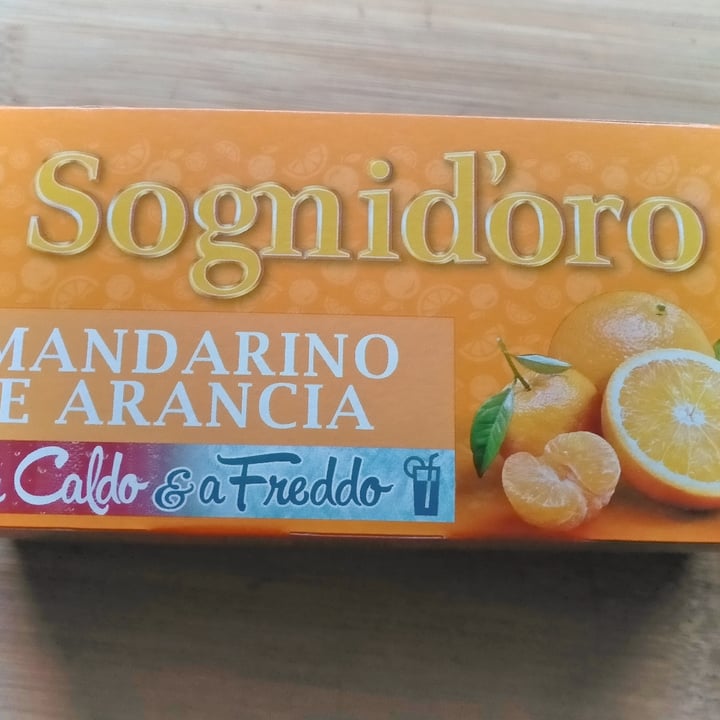 Sognid'oro
MANDARINO
E ARANCIA
a Caldo & a Freddo